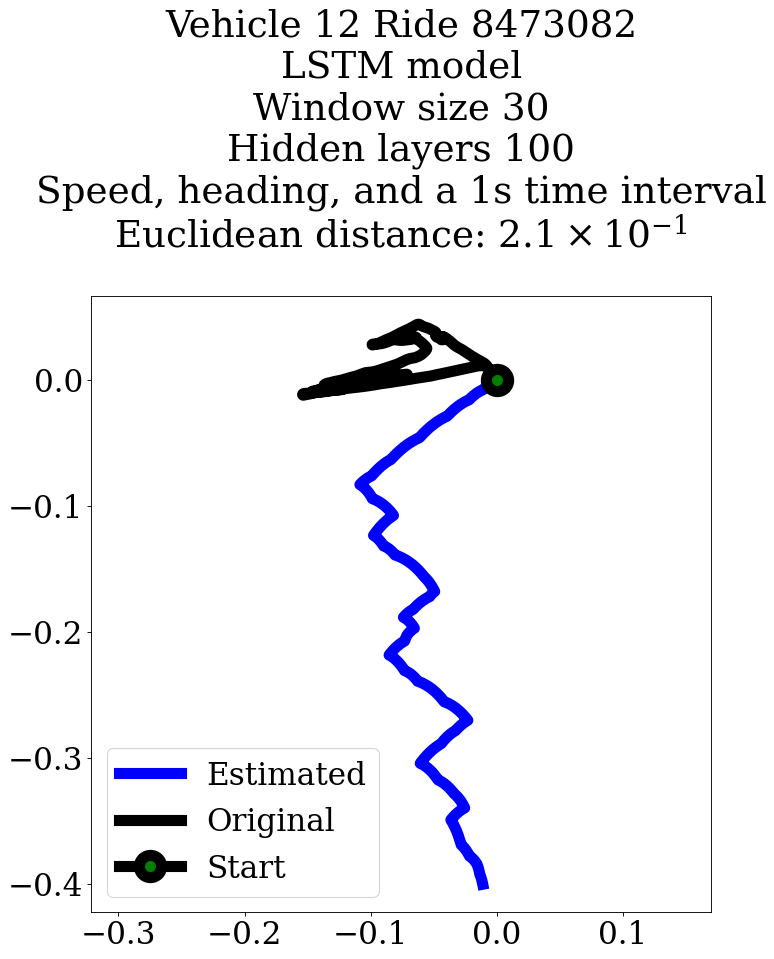 Vehicle 12 Ride 8473082
LSTM model
Window size 30
Hidden layers 100
Speed, heading, and a 1s time interval
Euclidean distance: 2.1 × 10⁻¹
0.0
−0.1
−0.2
−0.3
−0.4
Estimated
Original
Start
−0.3 −0.2 −0.1 0.0 0.1